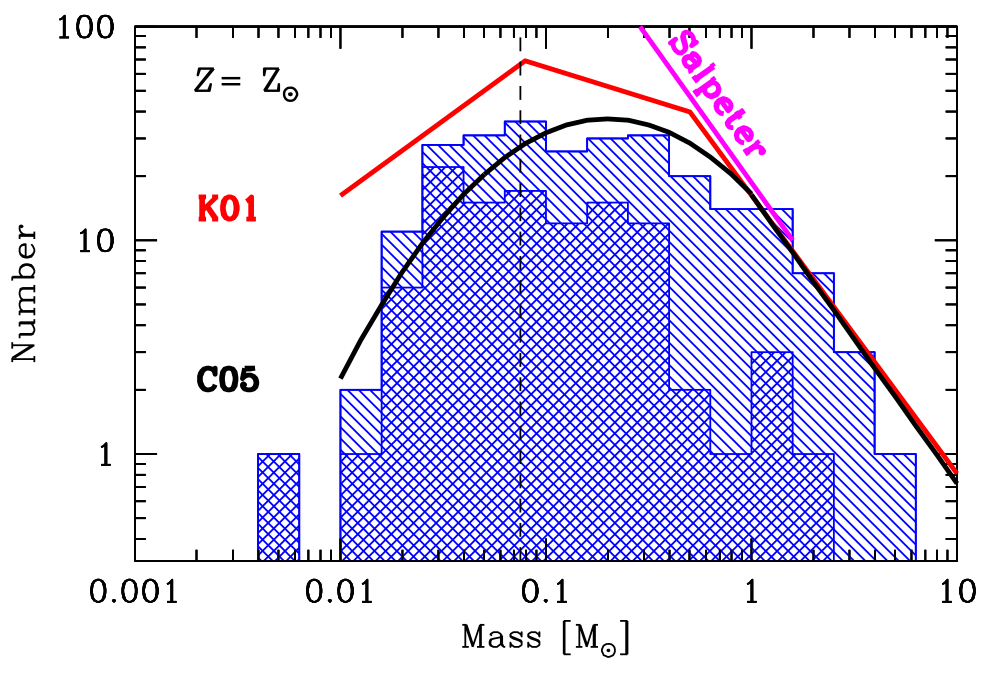 100
Z = Z⊙
Salpeter
K01
10
Number
C05
1
0.001 0.01 0.1 1 10
Mass [M⊙]